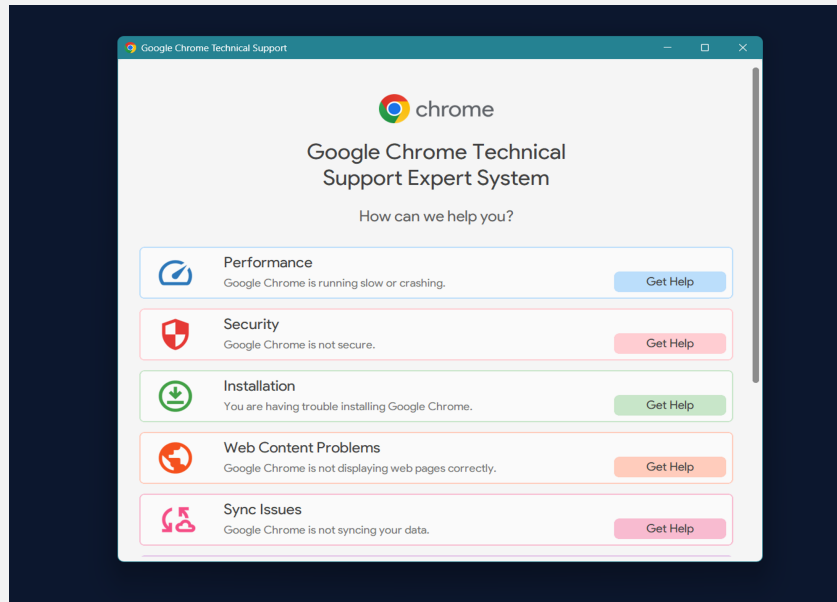 Google Chrome Technical Support
chrome
Google Chrome Technical
Support Expert System
How can we help you?
Performance
Google Chrome is running slow or crashing.
Get Help
Security
Google Chrome is not secure.
Get Help
Installation
You are having trouble installing Google Chrome.
Get Help
Web Content Problems
Google Chrome is not displaying web pages correctly.
Get Help
Sync Issues
Google Chrome is not syncing your data.
Get Help